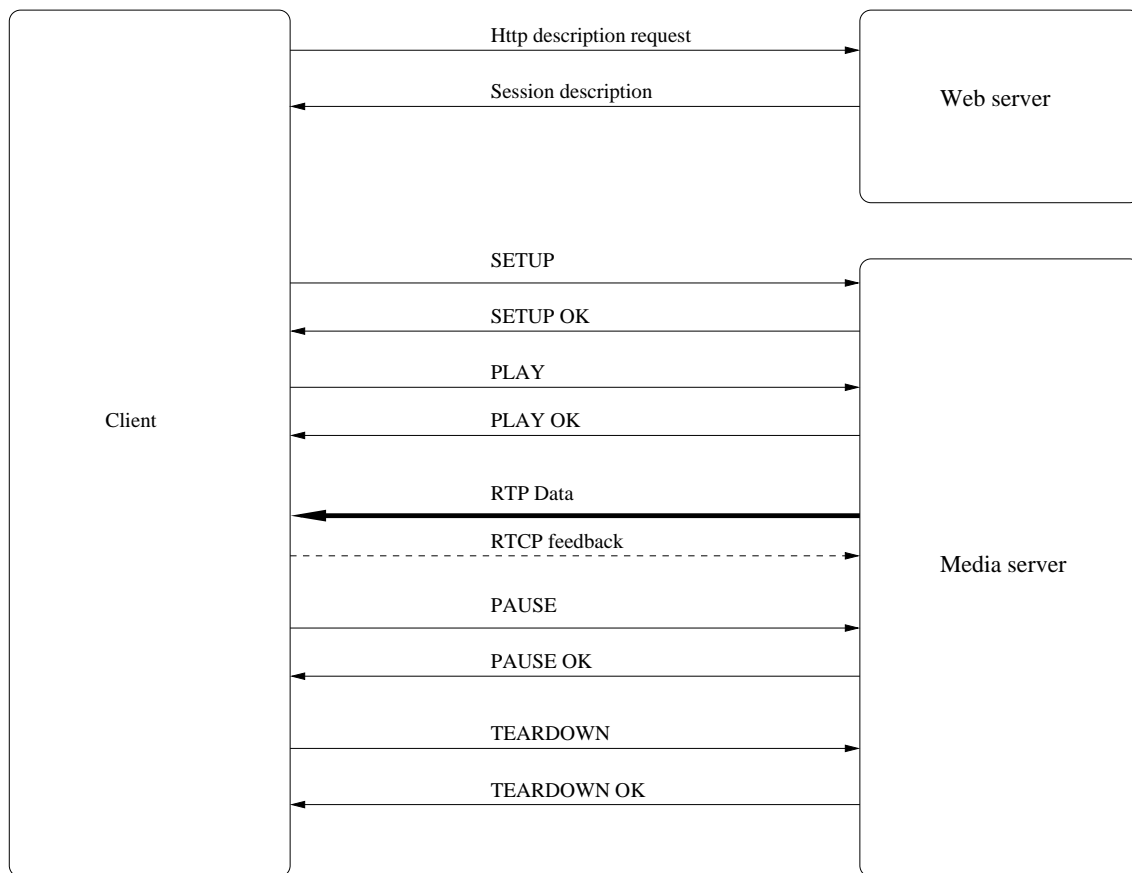 Http description request
Session description
Web server
SETUP
SETUP OK
PLAY
Client
PLAY OK
RTP Data
RTCP feedback
Media server
PAUSE
PAUSE OK
TEARDOWN
TEARDOWN OK